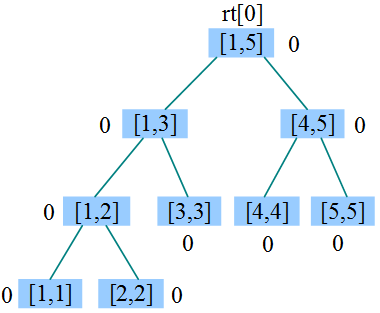 rt[0]
[1,5] 0
0 [1,3] [4,5] 0
0 [1,2] [3,3] [4,4] [5,5]
0 0 0
0 [1,1] [2,2] 0